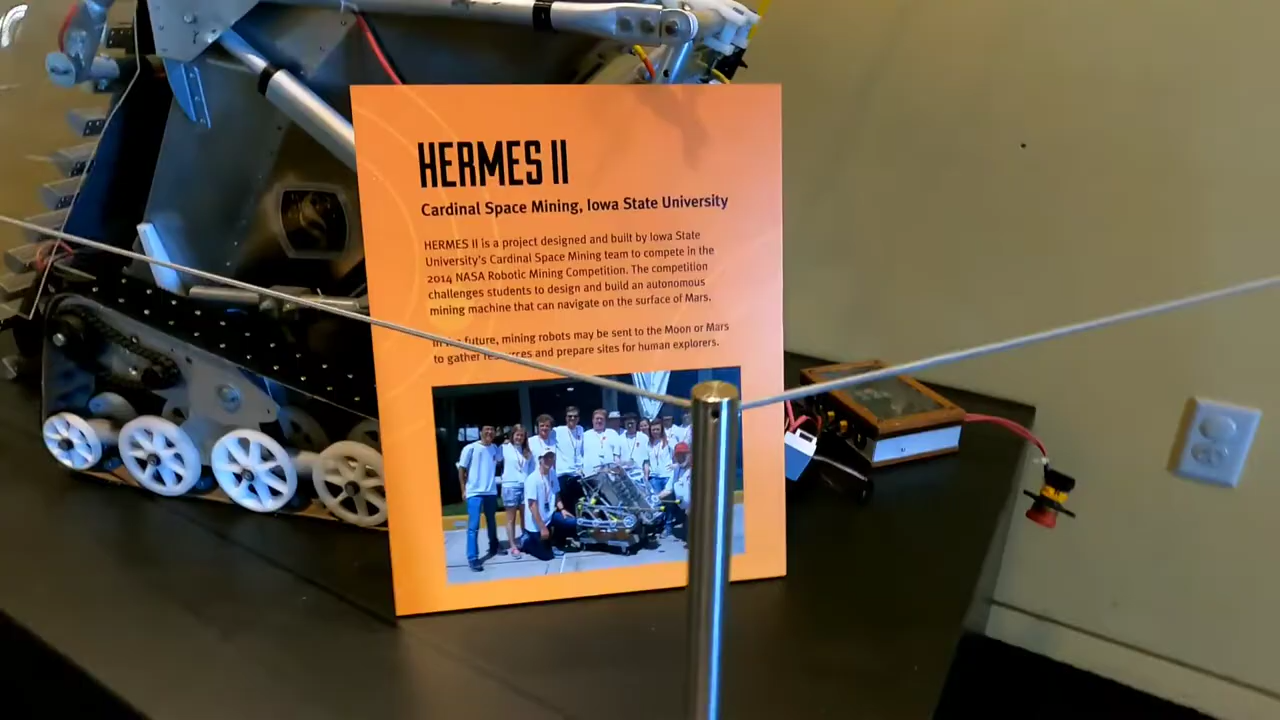 HERMES II
Cardinal Space Mining, Iowa State University
HERMES II is a project designed and built by Iowa State
University's Cardinal Space Mining team to compete in the
2014 NASA Robotic Mining Competition. The competition
challenges students to design and build an autonomous
mining machine that can navigate on the surface of Mars.
In the future, mining robots may be sent to the Moon or Mars
to gather resources and prepare sites for human explorers.